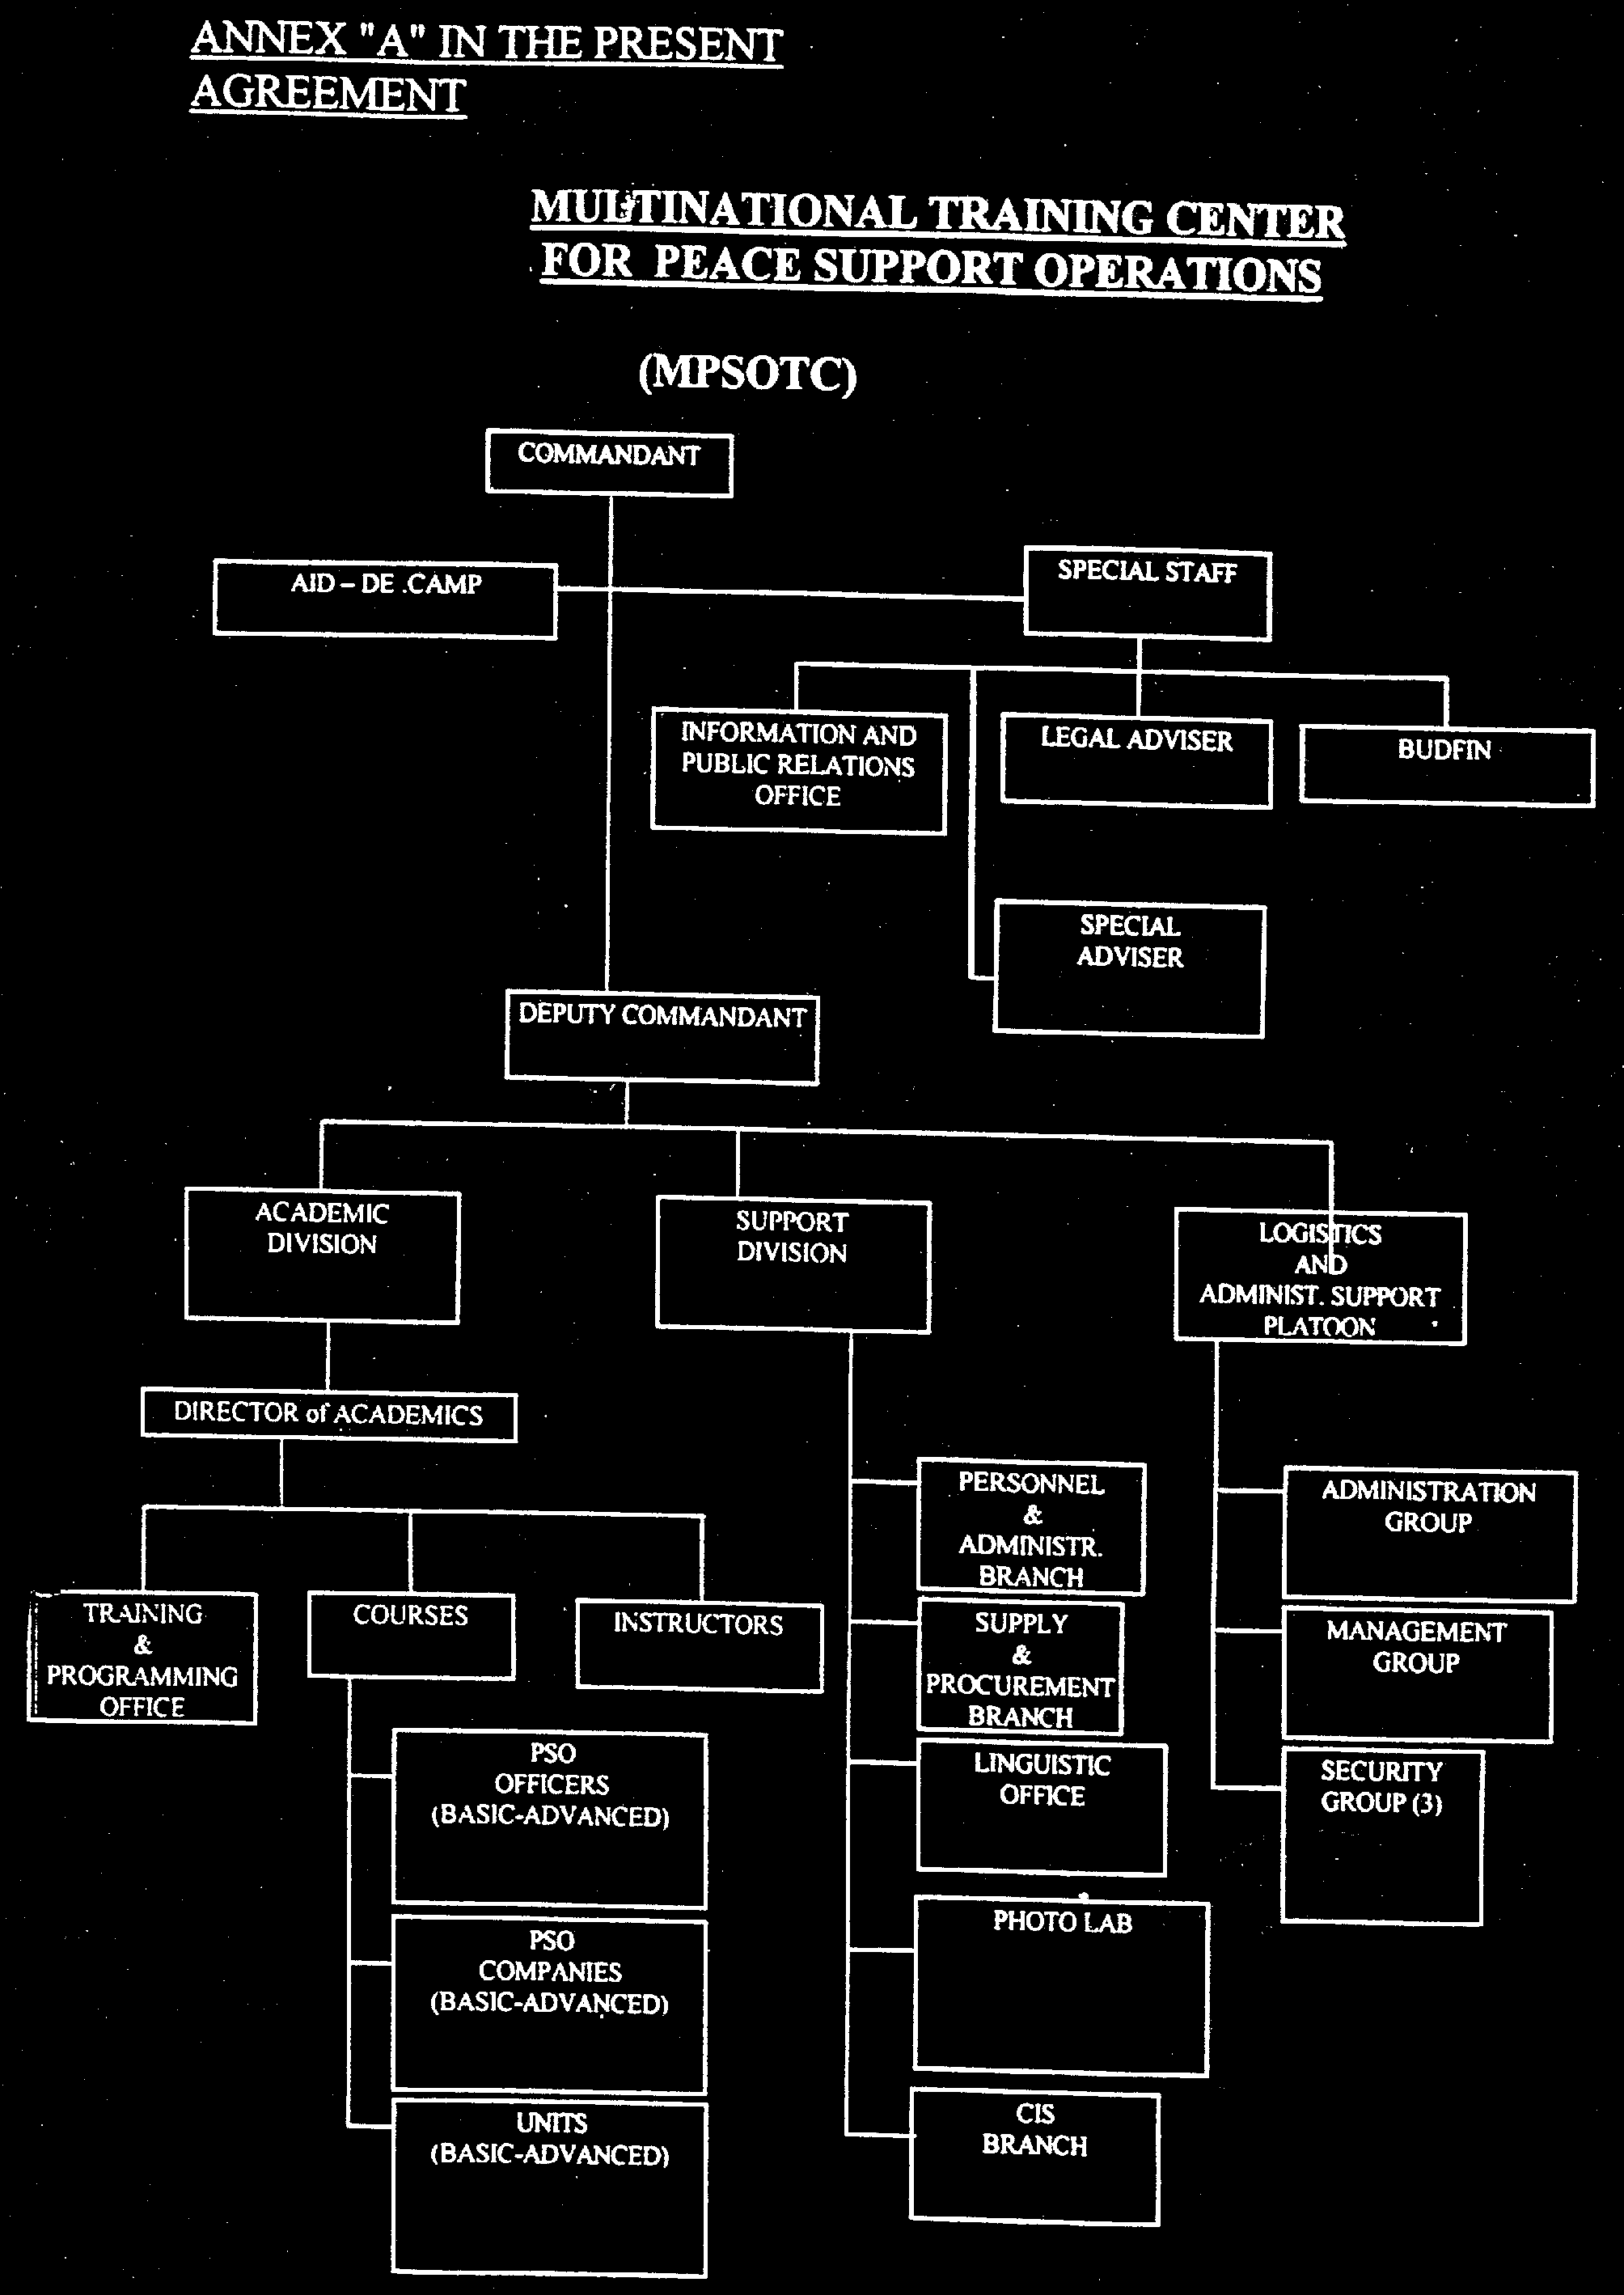 ANNEX "A" IN THE PRESENT
AGREEMENT
MULTINATIONAL TRAINING CENTER
FOR PEACE SUPPORT OPERATIONS
(MPSOTC)
COMMANDANT
AID – DE .CAMP
SPECIAL STAFF
INFORMATION AND
PUBLIC RELATIONS
OFFICE
LEGAL ADVISER
BUDFIN
SPECIAL
ADVISER
DEPUTY COMMANDANT
ACADEMIC
DIVISION
SUPPORT
DIVISION
LOGISTICS
AND
ADMINIST. SUPPORT
PLATOON
DIRECTOR of ACADEMICS
TRAINING
&
PROGRAMMING
OFFICE
COURSES
INSTRUCTORS
PSO
OFFICERS
(BASIC-ADVANCED)
PSO
COMPANIES
(BASIC-ADVANCED)
UNITS
(BASIC-ADVANCED)
PERSONNEL
&
ADMINISTR.
BRANCH
SUPPLY
&
PROCUREMENT
BRANCH
LINGUISTIC
OFFICE
PHOTO LAB
CIS
BRANCH
ADMINISTRATION
GROUP
MANAGEMENT
GROUP
SECURITY
GROUP (3)